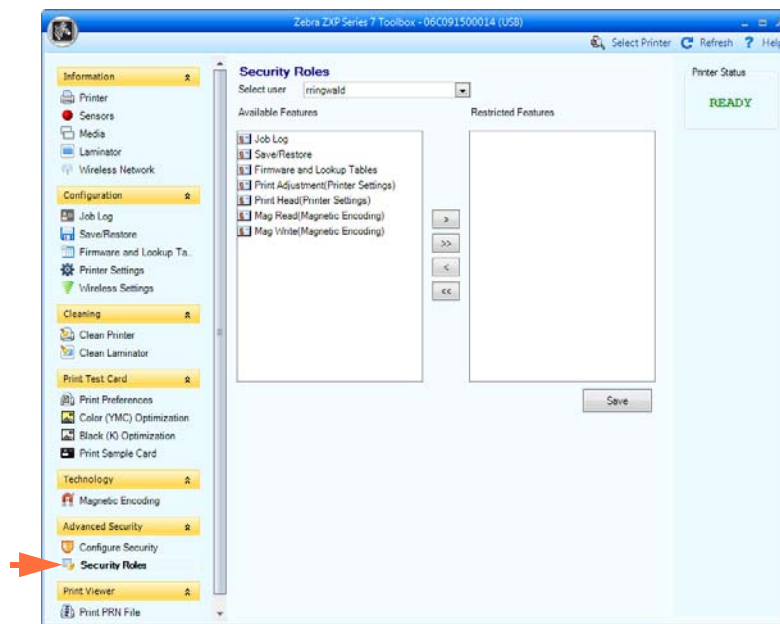 Zebra ZXP Series 7 Toolbox - 06C091500014 (USB)
Select Printer Refresh ? Help
Information
Printer
Sensors
Media
Laminator
Wireless Network
Configuration
Job Log
Save/Restore
Firmware and Lookup Ta..
Printer Settings
Wireless Settings
Cleaning
Clean Printer
Clean Laminator
Print Test Card
Print Preferences
Color (YMC) Optimization
Black (K) Optimization
Print Sample Card
Technology
Magnetic Encoding
Advanced Security
Configure Security
Security Roles
Print Viewer
Print PRN File
Security Roles
Select user rringwald
Available Features
Job Log
Save/Restore
Firmware and Lookup Tables
Print Adjustment(Printer Settings)
Print Head(Printer Settings)
Mag Read(Magnetic Encoding)
Mag Write(Magnetic Encoding)
>
>>
<
<<
Restricted Features
Save
Printer Status
READY